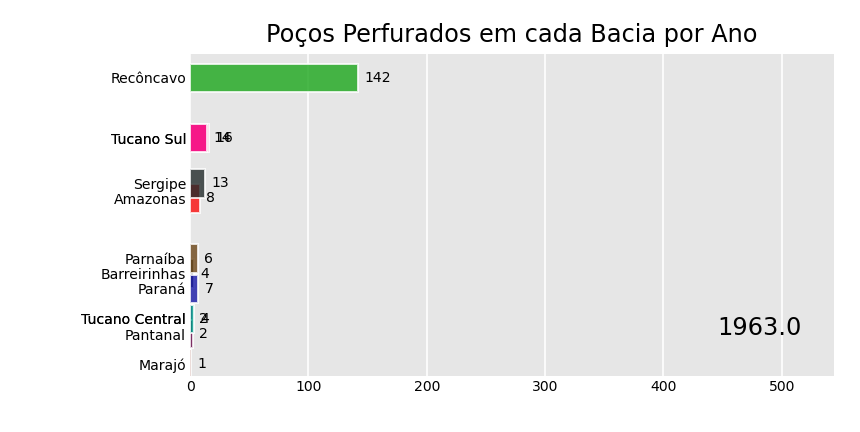 Poços Perfurados em cada Bacia por Ano
Recôncavo 142
Tucano Sul
Sergipe 13
Amazonas 8
Parnaíba 6
Barreirinhas 4
Paraná 7
Tucano Central
1963.0
Pantanal 2
Marajó 1
0 100 200 300 400 500